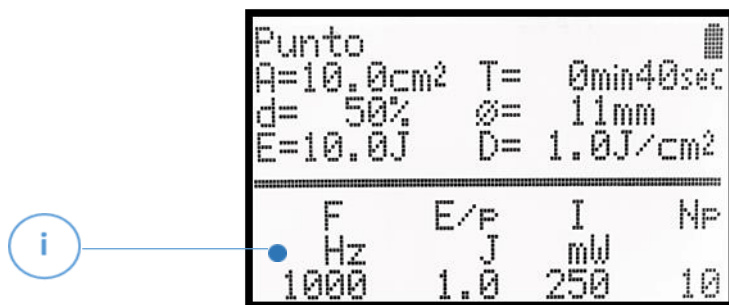 Punto
A=10.0cm² T= 0min40sec
d= 50% ø= 11mm
E=10.0J D= 1.0J/cm²
F E/p I Np
Hz J mW
1000 1.0 250 10
i